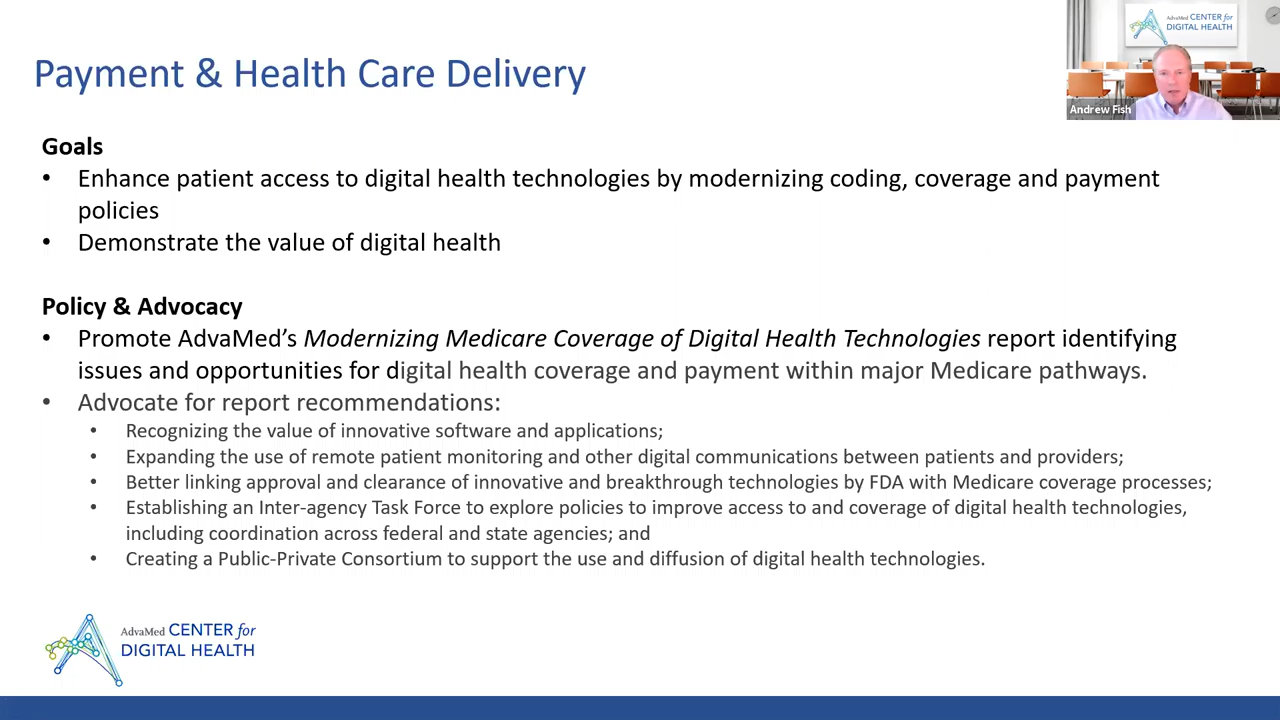 Payment & Health Care Delivery
AdvaMed CENTER for
DIGITAL HEALTH
Andrew Fish
Goals
• Enhance patient access to digital health technologies by modernizing coding, coverage and payment
policies
• Demonstrate the value of digital health
Policy & Advocacy
• Promote AdvaMed’s Modernizing Medicare Coverage of Digital Health Technologies report identifying
issues and opportunities for digital health coverage and payment within major Medicare pathways.
• Advocate for report recommendations:
• Recognizing the value of innovative software and applications;
• Expanding the use of remote patient monitoring and other digital communications between patients and providers;
• Better linking approval and clearance of innovative and breakthrough technologies by FDA with Medicare coverage processes;
• Establishing an Inter-agency Task Force to explore policies to improve access to and coverage of digital health technologies,
including coordination across federal and state agencies; and
• Creating a Public-Private Consortium to support the use and diffusion of digital health technologies.
AdvaMed CENTER for
DIGITAL HEALTH